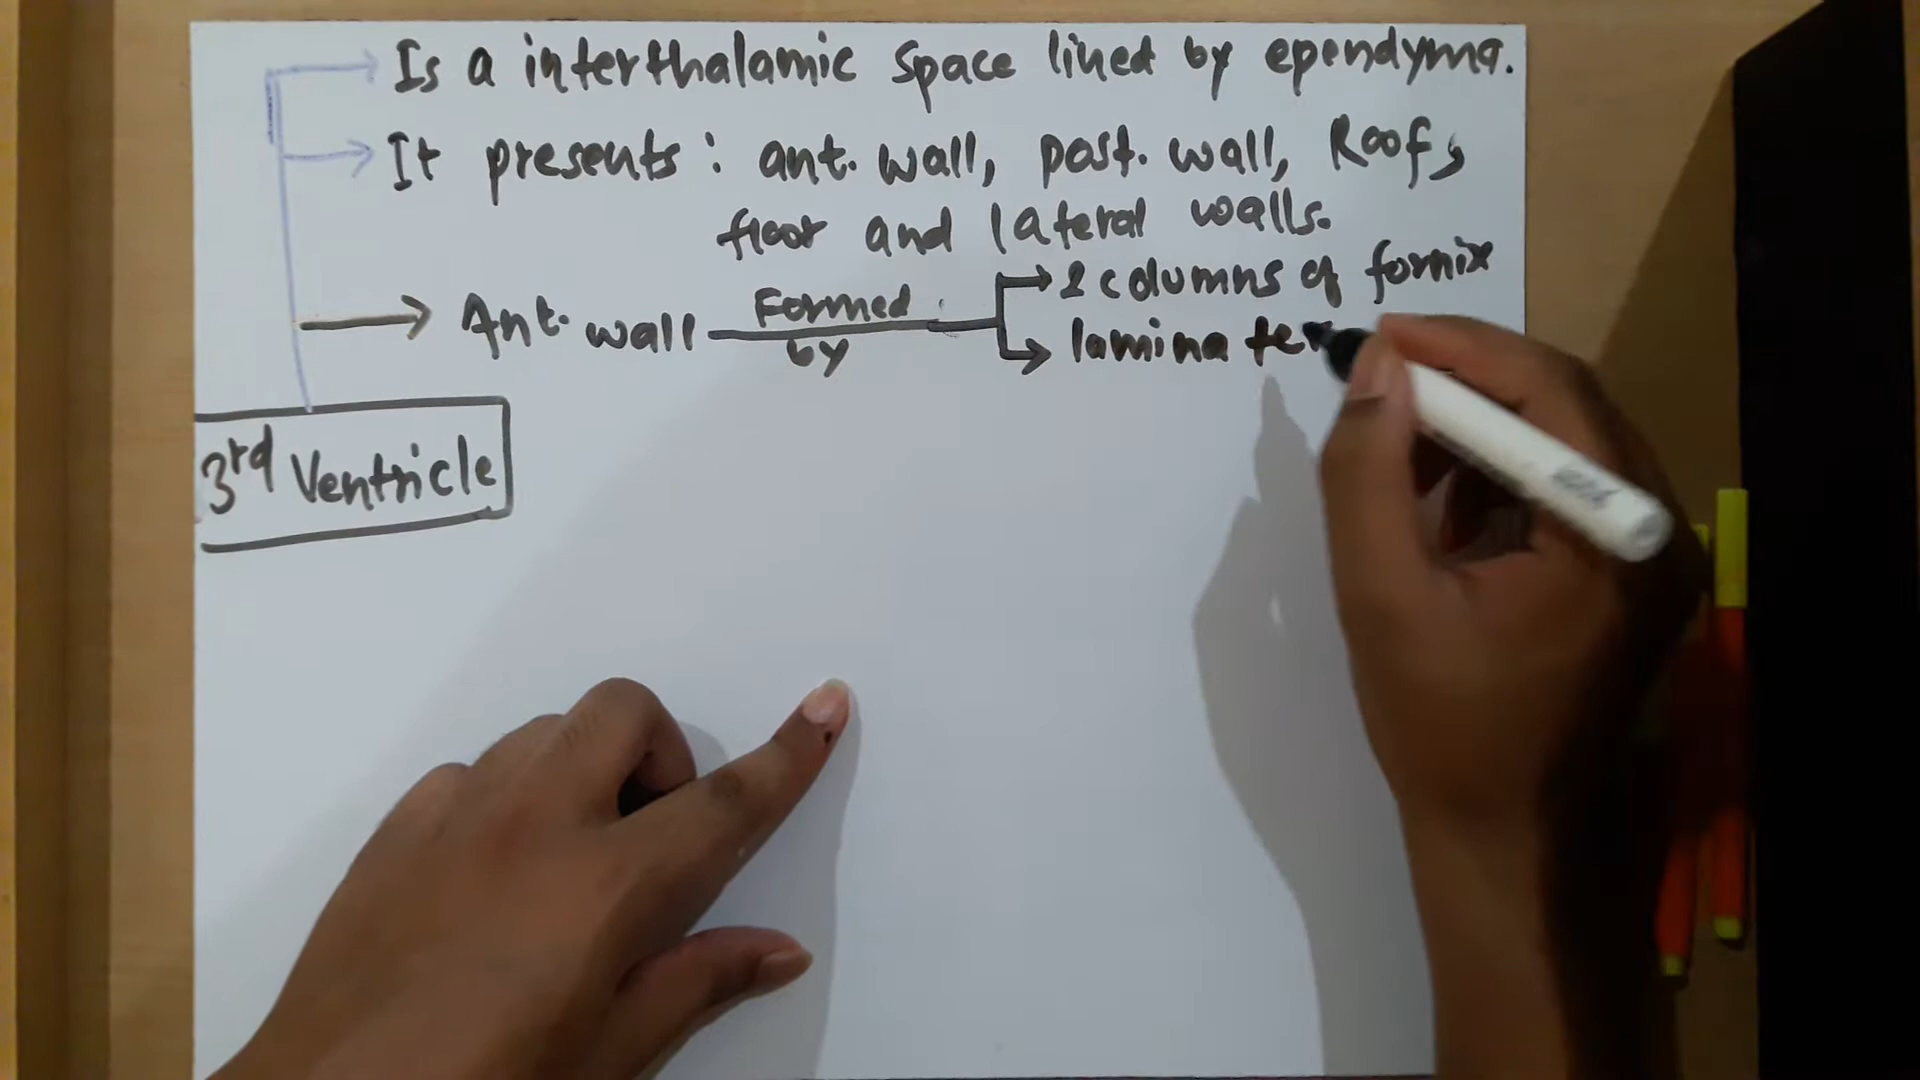 Is a interthalamic space lined by ependyma.
It presents : ant. wall, post. wall, Roof,
floor and lateral walls.
Ant. wall Formed by
2 columns of fornix
lamina ter
3rd Ventricle